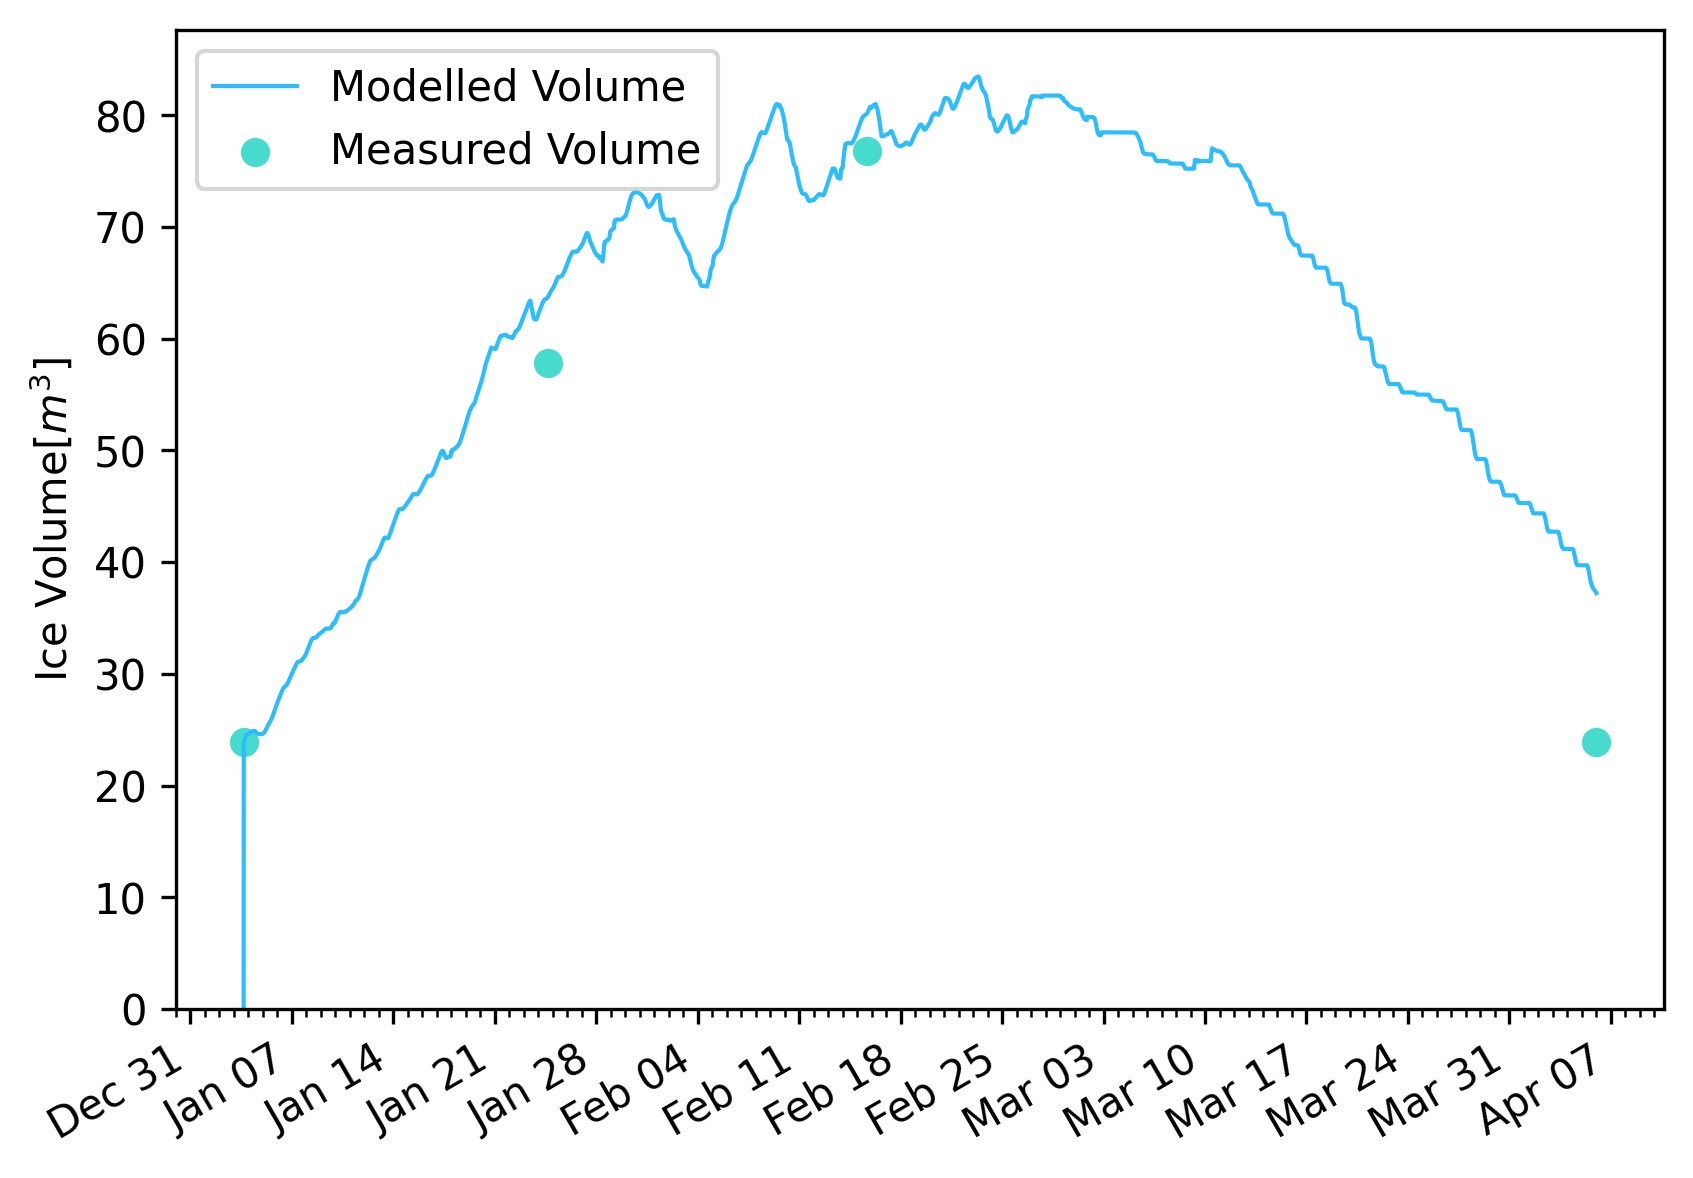 Modelled Volume
Measured Volume
Ice Volume[m³]
80
70
60
50
40
30
20
10
0
Dec 31
Jan 07
Jan 14
Jan 21
Jan 28
Feb 04
Feb 11
Feb 18
Feb 25
Mar 03
Mar 10
Mar 17
Mar 24
Mar 31
Apr 07